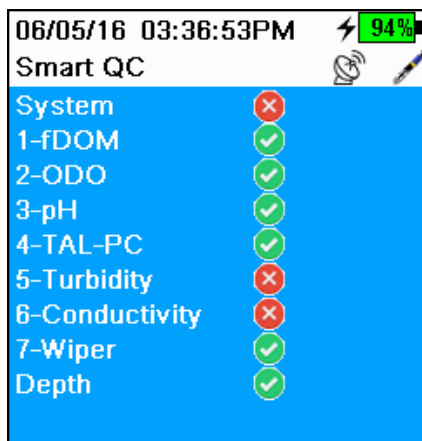 06/05/16 03:36:53PM 94%
Smart QC
System
1-fDOM
2-ODO
3-pH
4-TAL-PC
5-Turbidity
6-Conductivity
7-Wiper
Depth